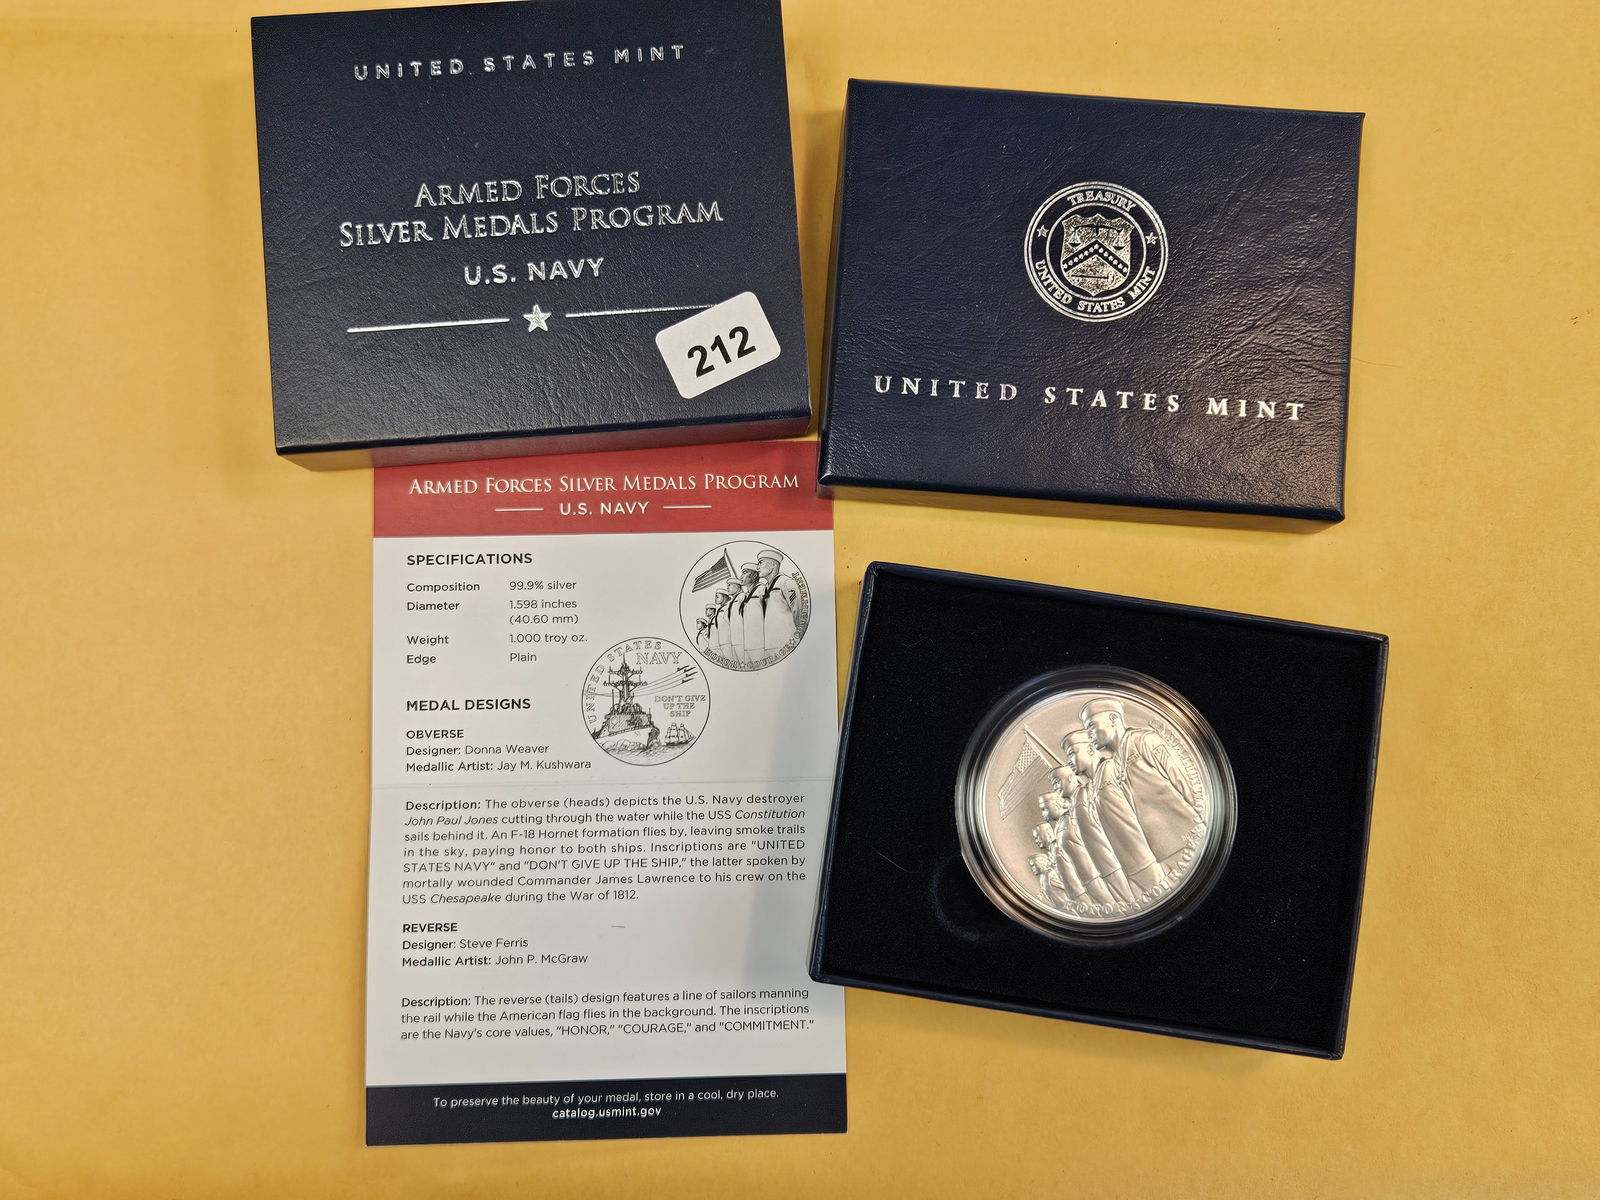 UNITED STATES MINT
ARMED FORCES
SILVER MEDALS PROGRAM
U.S. NAVY
212
TREASURY
UNITED STATES MINT
UNITED STATES MINT
ARMED FORCES SILVER MEDALS PROGRAM
U.S. NAVY
SPECIFICATIONS
Composition 99.9% silver
Diameter 1.598 inches
(40.60 mm)
Weight 1.000 troy oz.
Edge Plain
HONOR COURAGE
UNITED STATES
NAVY
DON'T GIVE
UP THE
SHIP
MEDAL DESIGNS
OBVERSE
Designer: Donna Weaver
Medallic Artist: Jay M. Kushwara
Description: The obverse (heads) depicts the U.S. Navy destroyer
John Paul Jones cutting through the water while the USS Constitution
sails behind it. An F-18 Hornet formation flies by, leaving smoke trails
in the sky, paying honor to both ships. Inscriptions are "UNITED
STATES NAVY" and "DON'T GIVE UP THE SHIP," the latter spoken by
mortally wounded Commander James Lawrence to his crew on the
USS Chesapeake during the War of 1812.
REVERSE
Designer: Steve Ferris
Medallic Artist: John P. McGraw
Description: The reverse (tails) design features a line of sailors manning
the rail while the American flag flies in the background. The inscriptions
are the Navy's core values, "HONOR," "COURAGE," and "COMMITMENT."
To preserve the beauty of your medal, store in a cool, dry place.
catalog.usmint.gov
HONOR COURAGE